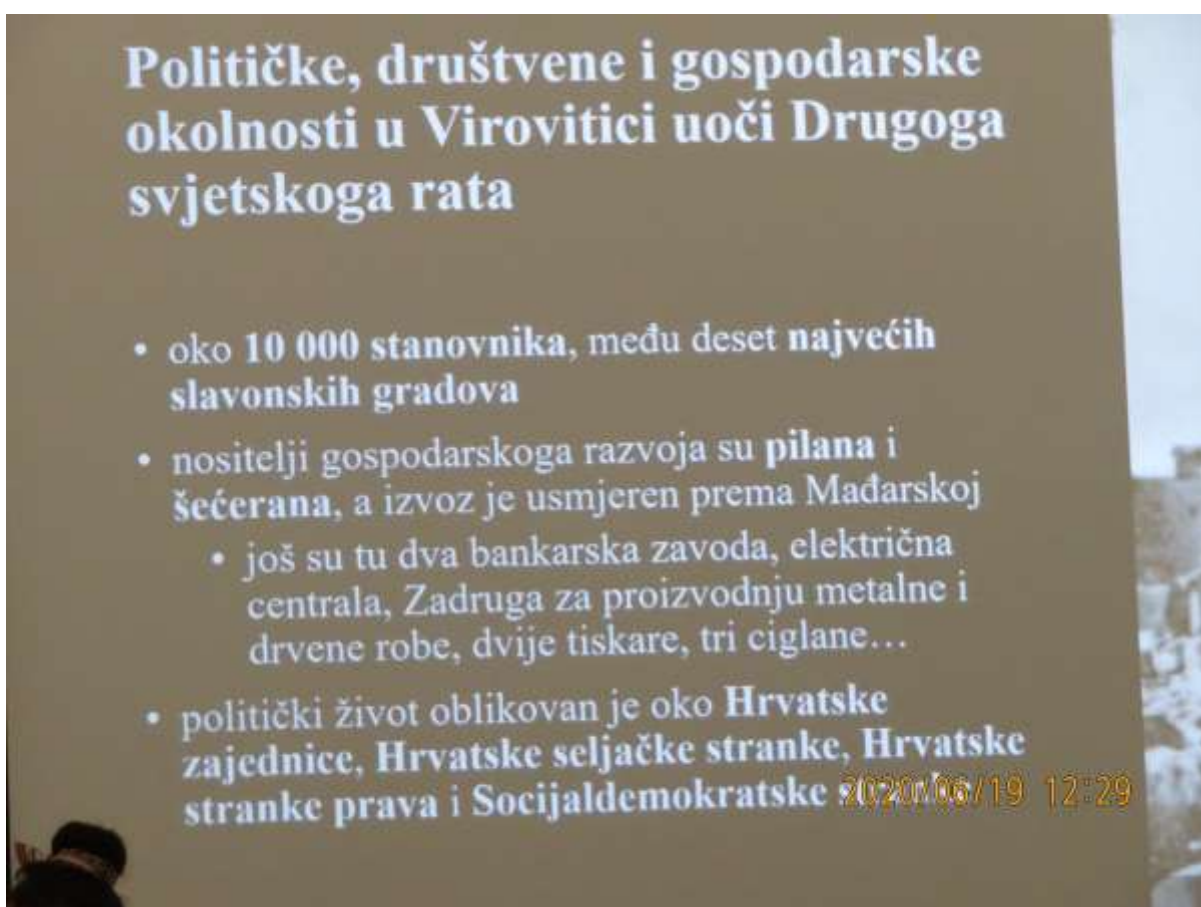 Političke, društvene i gospodarske
okolnosti u Virovitici uoči Drugoga
svjetskoga rata
• oko 10 000 stanovnika, među deset najvećih
slavonskih gradova
• nositelji gospodarskoga razvoja su pilana i
šećerana, a izvoz je usmjeren prema Mađarskoj
• još su tu dva bankarska zavoda, električna
centrala, Zadruga za proizvodnju metalne i
drvene robe, dvije tiskare, tri ciglane…
• politički život oblikovan je oko Hrvatske
zajednice, Hrvatske seljačke stranke, Hrvatske
stranke prava i Socijaldemokratske
2020/06/19 12:29